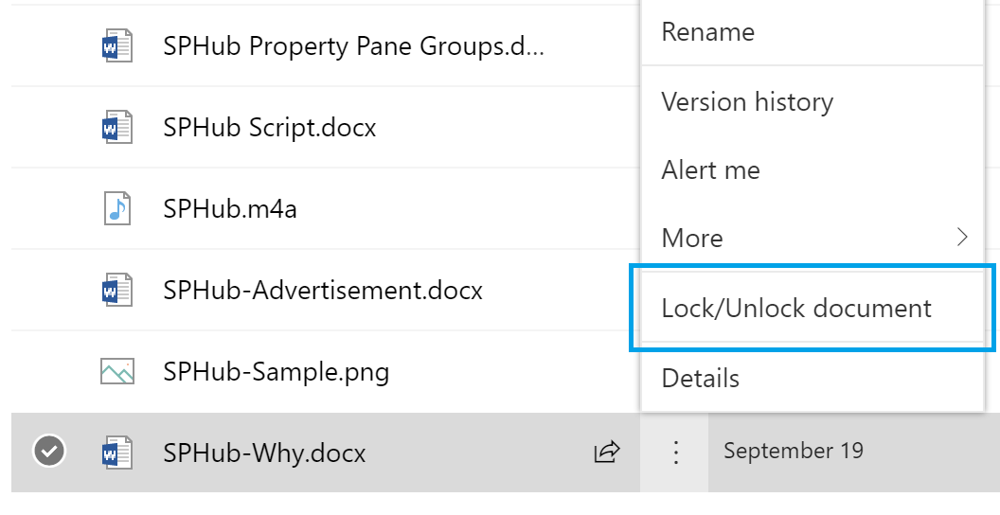 SPHub Property Pane Groups.d...
SPHub Script.docx
SPHub.m4a
SPHub-Advertisement.docx
SPHub-Sample.png
SPHub-Why.docx
September 19
Rename
Version history
Alert me
More
Lock/Unlock document
Details